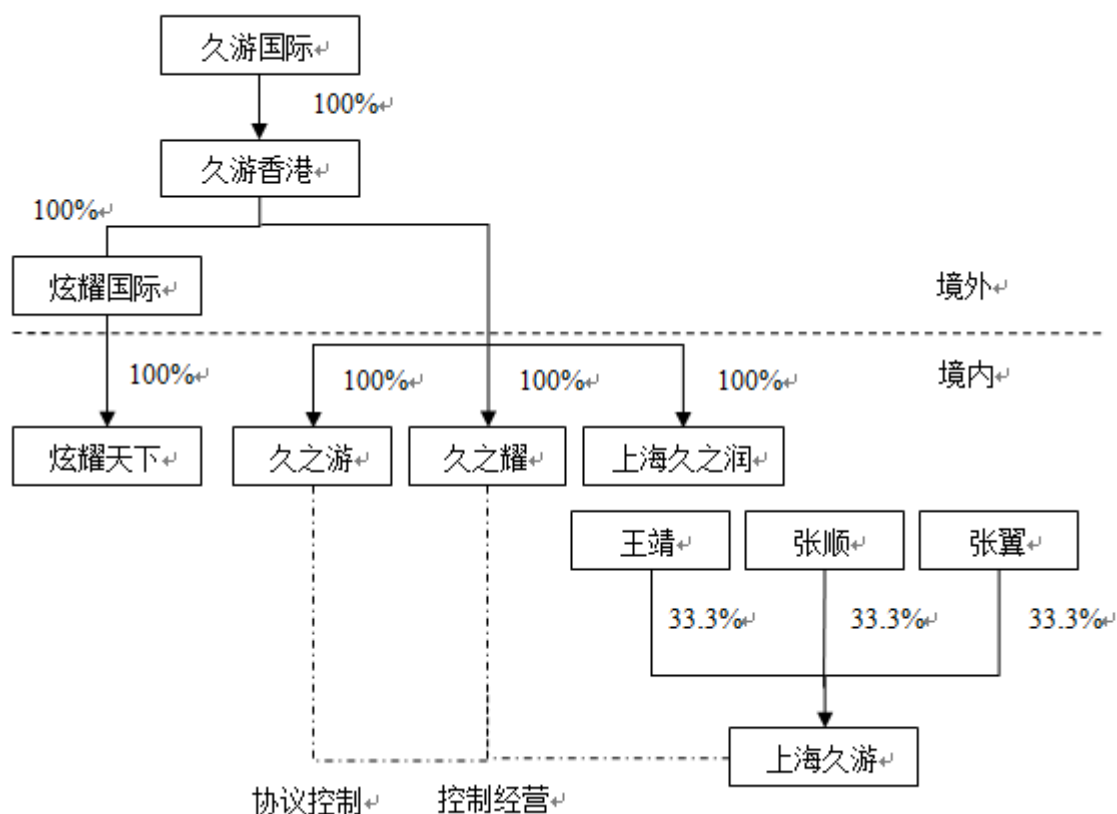 久游国际↵
100%↵
久游香港↵
100%↵
炫耀国际↵
境外↵
境内↵
100%↵
100%↵
100%↵
100%↵
炫耀天下↵
久之游↵
久之耀↵
上海久之润↵
王靖↵
张顺↵
张翼↵
33.3%↵
33.3%↵
33.3%↵
上海久游↵
协议控制↵
控制经营↵